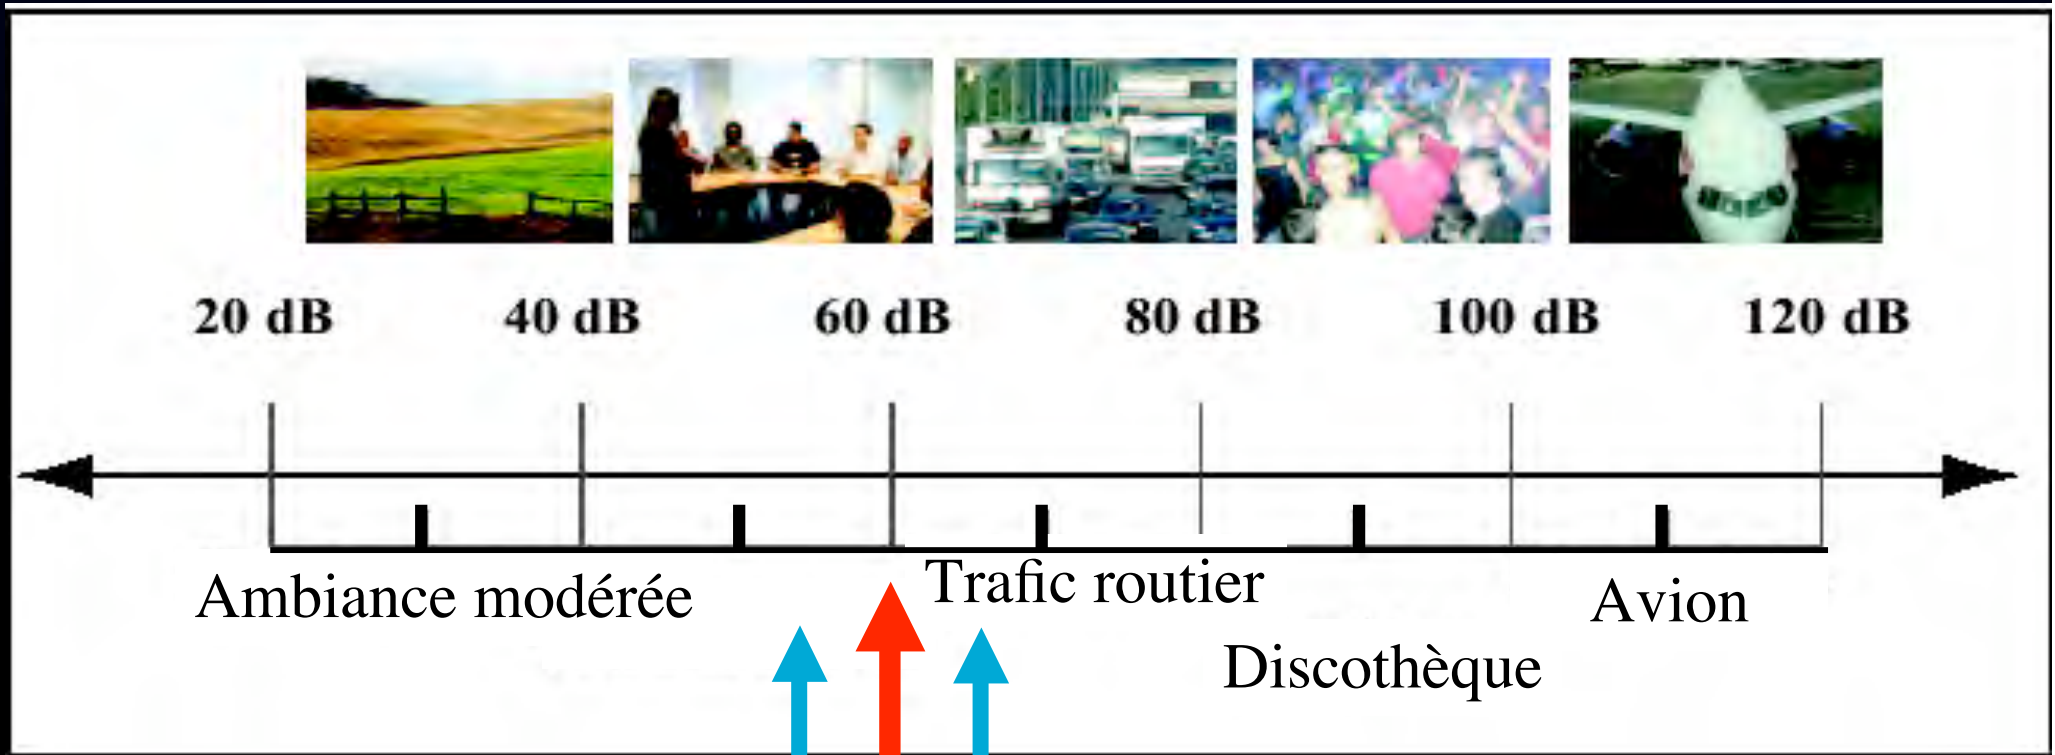 20 dB 40 dB 60 dB 80 dB 100 dB 120 dB
Ambiance modérée
Trafic routier
Discothèque
Avion